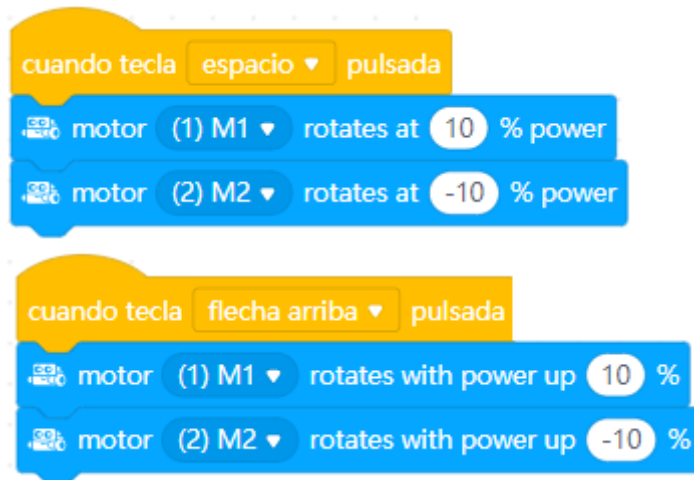 cuando tecla espacio pulsada
motor (1) M1 rotates at 10 % power
motor (2) M2 rotates at -10 % power
cuando tecla flecha arriba pulsada
motor (1) M1 rotates with power up 10 %
motor (2) M2 rotates with power up -10 %